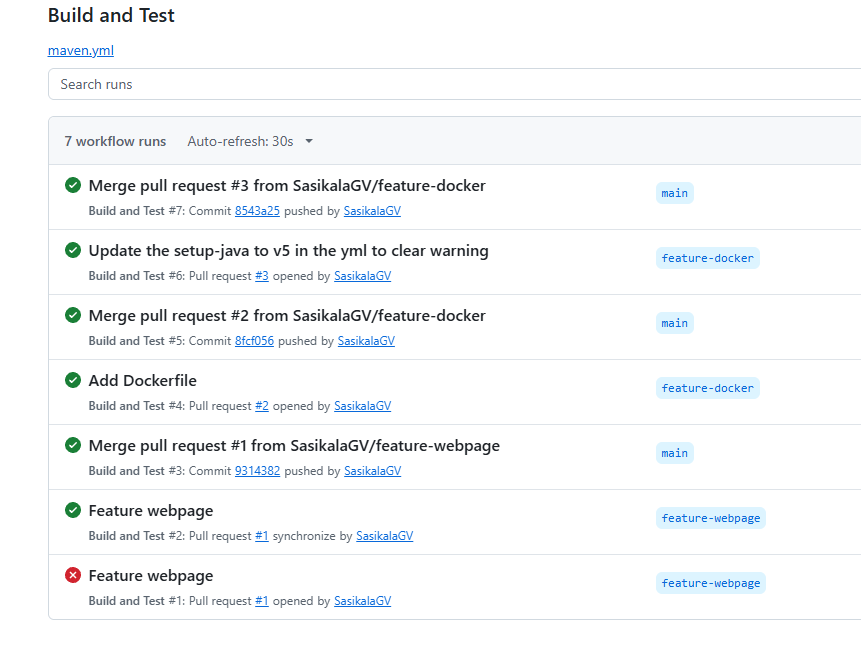 Build and Test
maven.yml
Search runs
7 workflow runs Auto-refresh: 30s
Merge pull request #3 from SasikalaGV/feature-docker
main
Build and Test #7: Commit 8543a25 pushed by SasikalaGV
Update the setup-java to v5 in the yml to clear warning
feature-docker
Build and Test #6: Pull request #3 opened by SasikalaGV
Merge pull request #2 from SasikalaGV/feature-docker
main
Build and Test #5: Commit 8fcf056 pushed by SasikalaGV
Add Dockerfile
feature-docker
Build and Test #4: Pull request #2 opened by SasikalaGV
Merge pull request #1 from SasikalaGV/feature-webpage
main
Build and Test #3: Commit 9314382 pushed by SasikalaGV
Feature webpage
feature-webpage
Build and Test #2: Pull request #1 synchronize by SasikalaGV
Feature webpage
feature-webpage
Build and Test #1: Pull request #1 opened by SasikalaGV